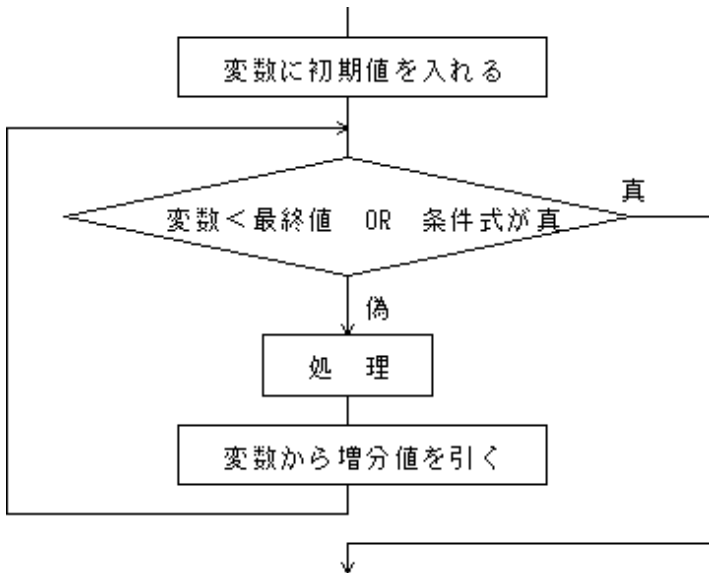 変数に初期値を入れる
変数<最終値　OR　条件式が真
真
偽
処　理
変数から増分値を引く